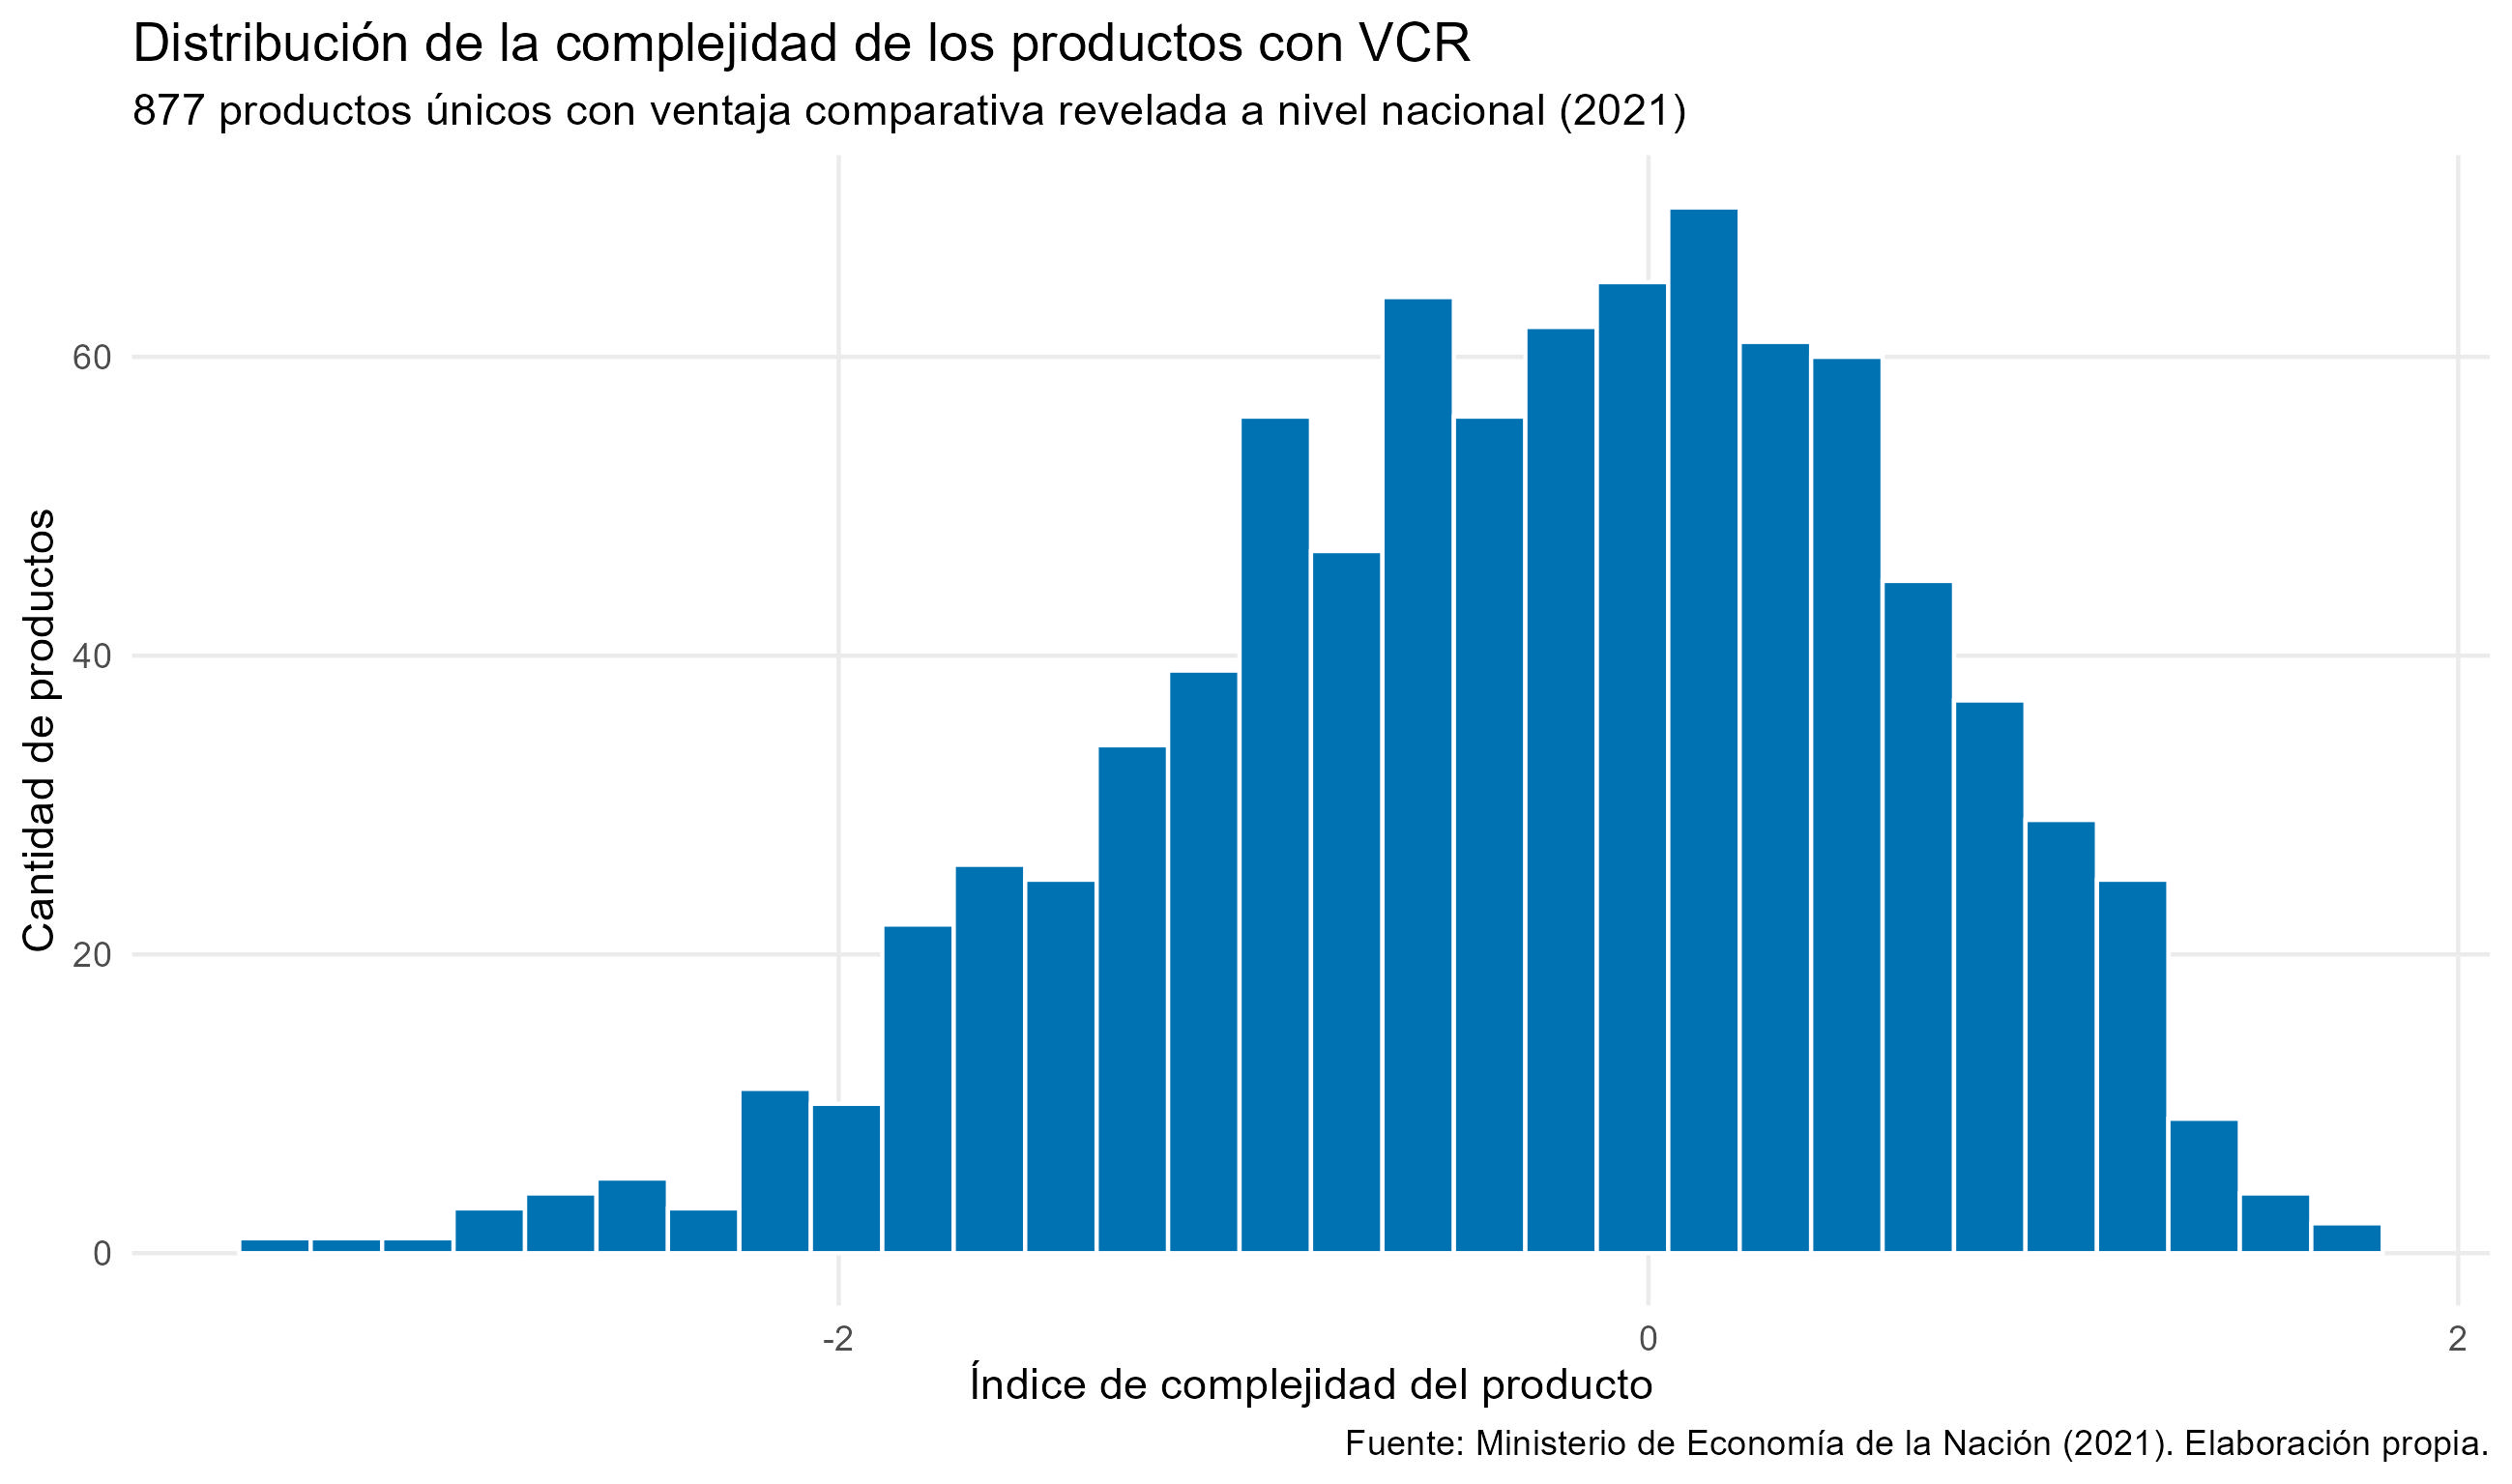 Distribución de la complejidad de los productos con VCR
877 productos únicos con ventaja comparativa revelada a nivel nacional (2021)
Cantidad de productos
60
40
20
0
-2
0
2
Índice de complejidad del producto
Fuente: Ministerio de Economía de la Nación (2021). Elaboración propia.